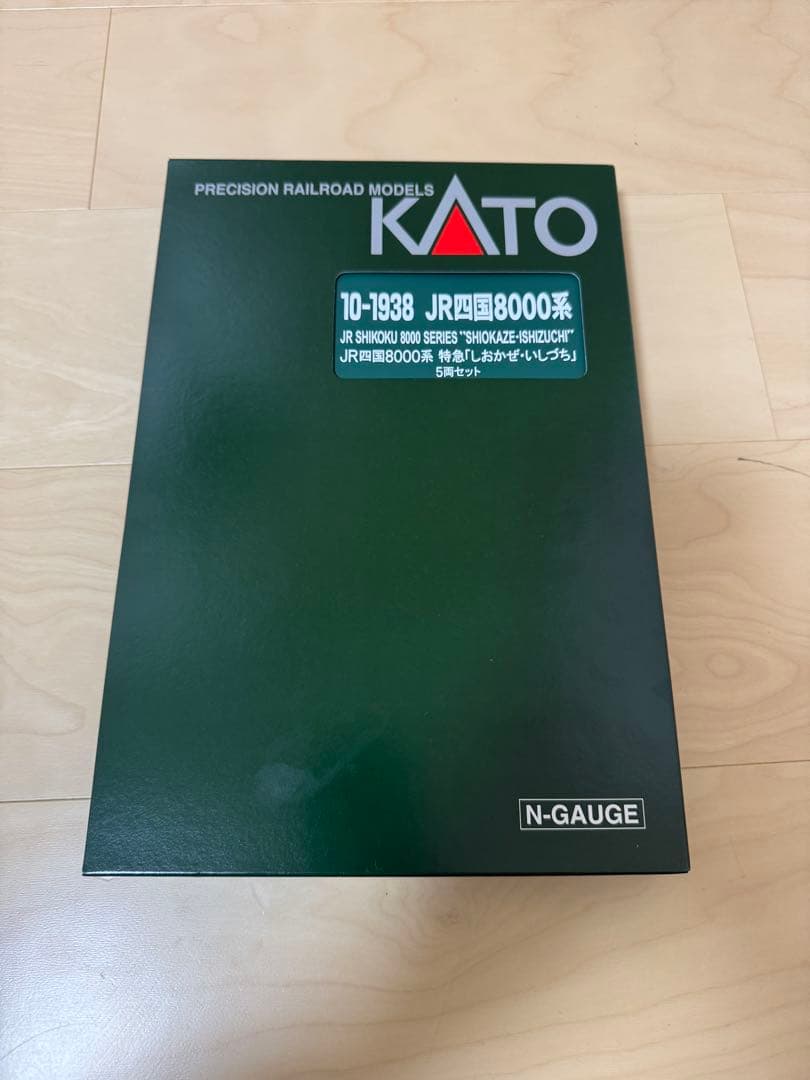 PRECISION RAILROAD MODELS
KATO
10-1938 JR四国8000系
JR SHIKOKU 8000 SERIES "SHIOKAZE・ISHIZUCHI"
JR四国8000系 特急「しおかぜ・いしづち」
5両セット
N-GAUGE